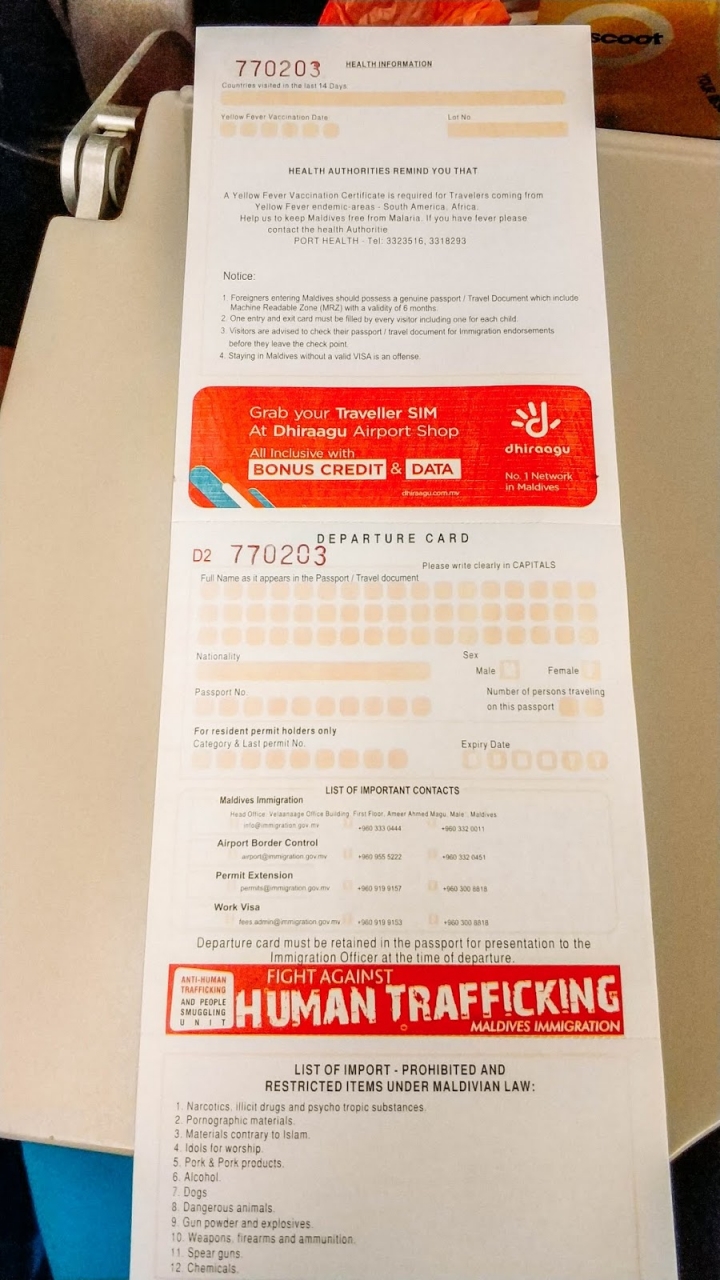 scoot
770203 HEALTH INFORMATION
Countries visited in the last 14 Days
Yellow Fever Vaccination Date Lot No.
HEALTH AUTHORITIES REMIND YOU THAT
A Yellow Fever Vaccination Certificate is required for Travelers coming from
Yellow Fever endemic-areas - South America, Africa.
Help us to keep Maldives free from Malaria. If you have fever please
contact the health Authoritie
PORT HEALTH - Tel: 3323516, 3318293
Notice:
1. Foreigners entering Maldives should possess a genuine passport / Travel Document which include
Machine Readable Zone (MRZ) with a validity of 6 months.
2. One entry and exit card must be filled by every visitor including one for each child.
3. Visitors are advised to check their passport / travel document for Immigration endorsements
before they leave the check point.
4. Staying in Maldives without a valid VISA is an offense.
Grab your Traveller SIM
At Dhiraagu Airport Shop
All Inclusive with
BONUS CREDIT & DATA
dhiraagu.com.mv
dhiraagu
No. 1 Network
in Maldives
DEPARTURE CARD
D2 770203
Please write clearly in CAPITALS
Full Name as it appears in the Passport / Travel document
Nationality Sex
Male Female
Passport No. Number of persons traveling
on this passport
For resident permit holders only
Category & Last permit No. Expiry Date
D D M M Y Y
LIST OF IMPORTANT CONTACTS
Maldives Immigration
Head Office: Velaanaage Office Building, First Floor, Ameer Ahmed Magu, Male', Maldives
info@immigration.gov.mv +960 333 0444 +960 332 0011
Airport Border Control
airport@immigration.gov.mv +960 955 5222 +960 332 0451
Permit Extension
permits@immigration.gov.mv +960 919 9157 +960 300 8818
Work Visa
fees.admin@immigration.gov.mv +960 919 9153 +960 300 8818
Departure card must be retained in the passport for presentation to the
Immigration Officer at the time of departure.
ANTI-HUMAN
TRAFFICKING
AND PEOPLE
SMUGGLING
UNIT
FIGHT AGAINST
HUMAN TRAFFICKING
MALDIVES IMMIGRATION
LIST OF IMPORT - PROHIBITED AND
RESTRICTED ITEMS UNDER MALDIVIAN LAW:
1. Narcotics, illicit drugs and psycho tropic substances.
2. Pornographic materials.
3. Materials contrary to Islam.
4. Idols for worship.
5. Pork & Pork products.
6. Alcohol.
7. Dogs
8. Dangerous animals.
9. Gun powder and explosives.
10. Weapons, firearms and ammunition.
11. Spear guns.
12. Chemicals.